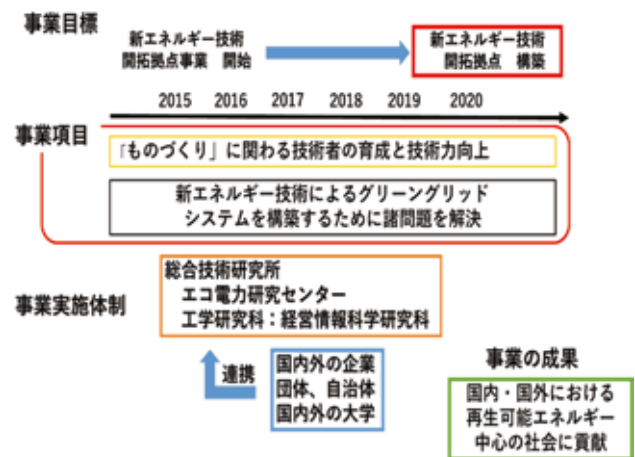 事業目標
新エネルギー技術
開拓拠点事業 開始
新エネルギー技術
開拓拠点 構築
2015 2016 2017 2018 2019 2020
事業項目
「ものづくり」に関わる技術者の育成と技術力向上
新エネルギー技術によるグリーングリッド
システムを構築するために諸問題を解決
事業実施体制
総合技術研究所
エコ電力研究センター
工学研究科：経営情報科学研究科
連携
国内外の企業
団体、自治体
国内外の大学
事業の成果
国内・国外における
再生可能エネルギー
中心の社会に貢献